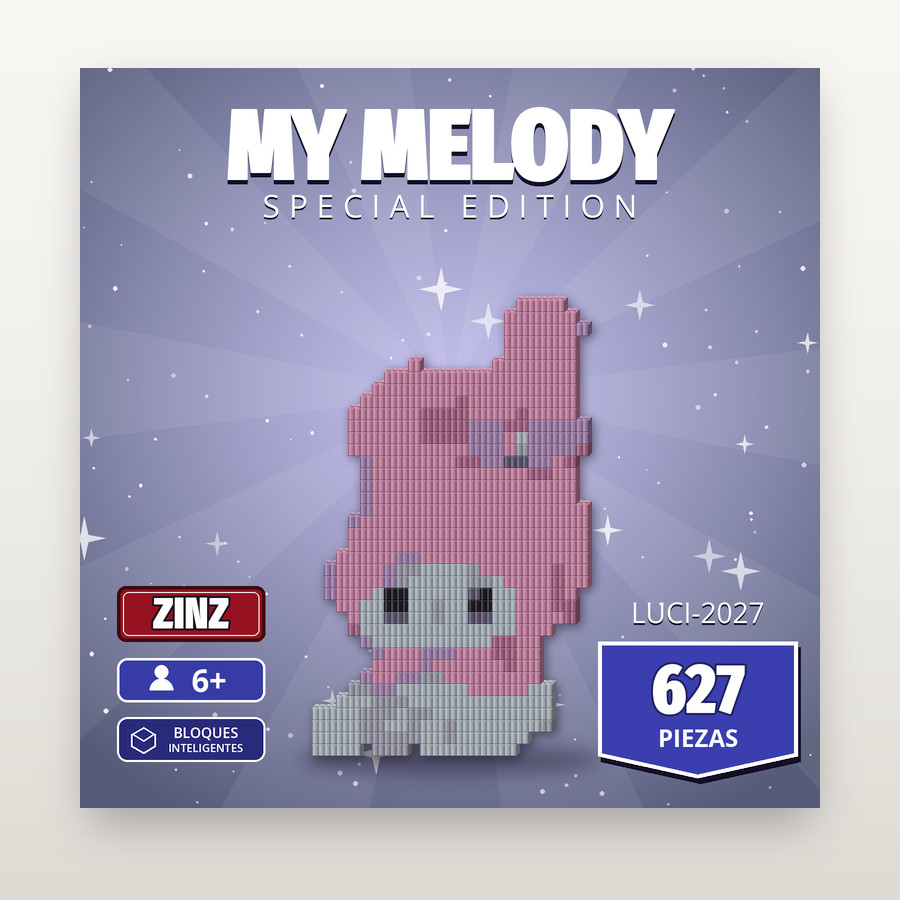 MY MELODY
SPECIAL EDITION
ZINZ
6+
BLOQUES
INTELIGENTES
LUCI-2027
627
PIEZAS